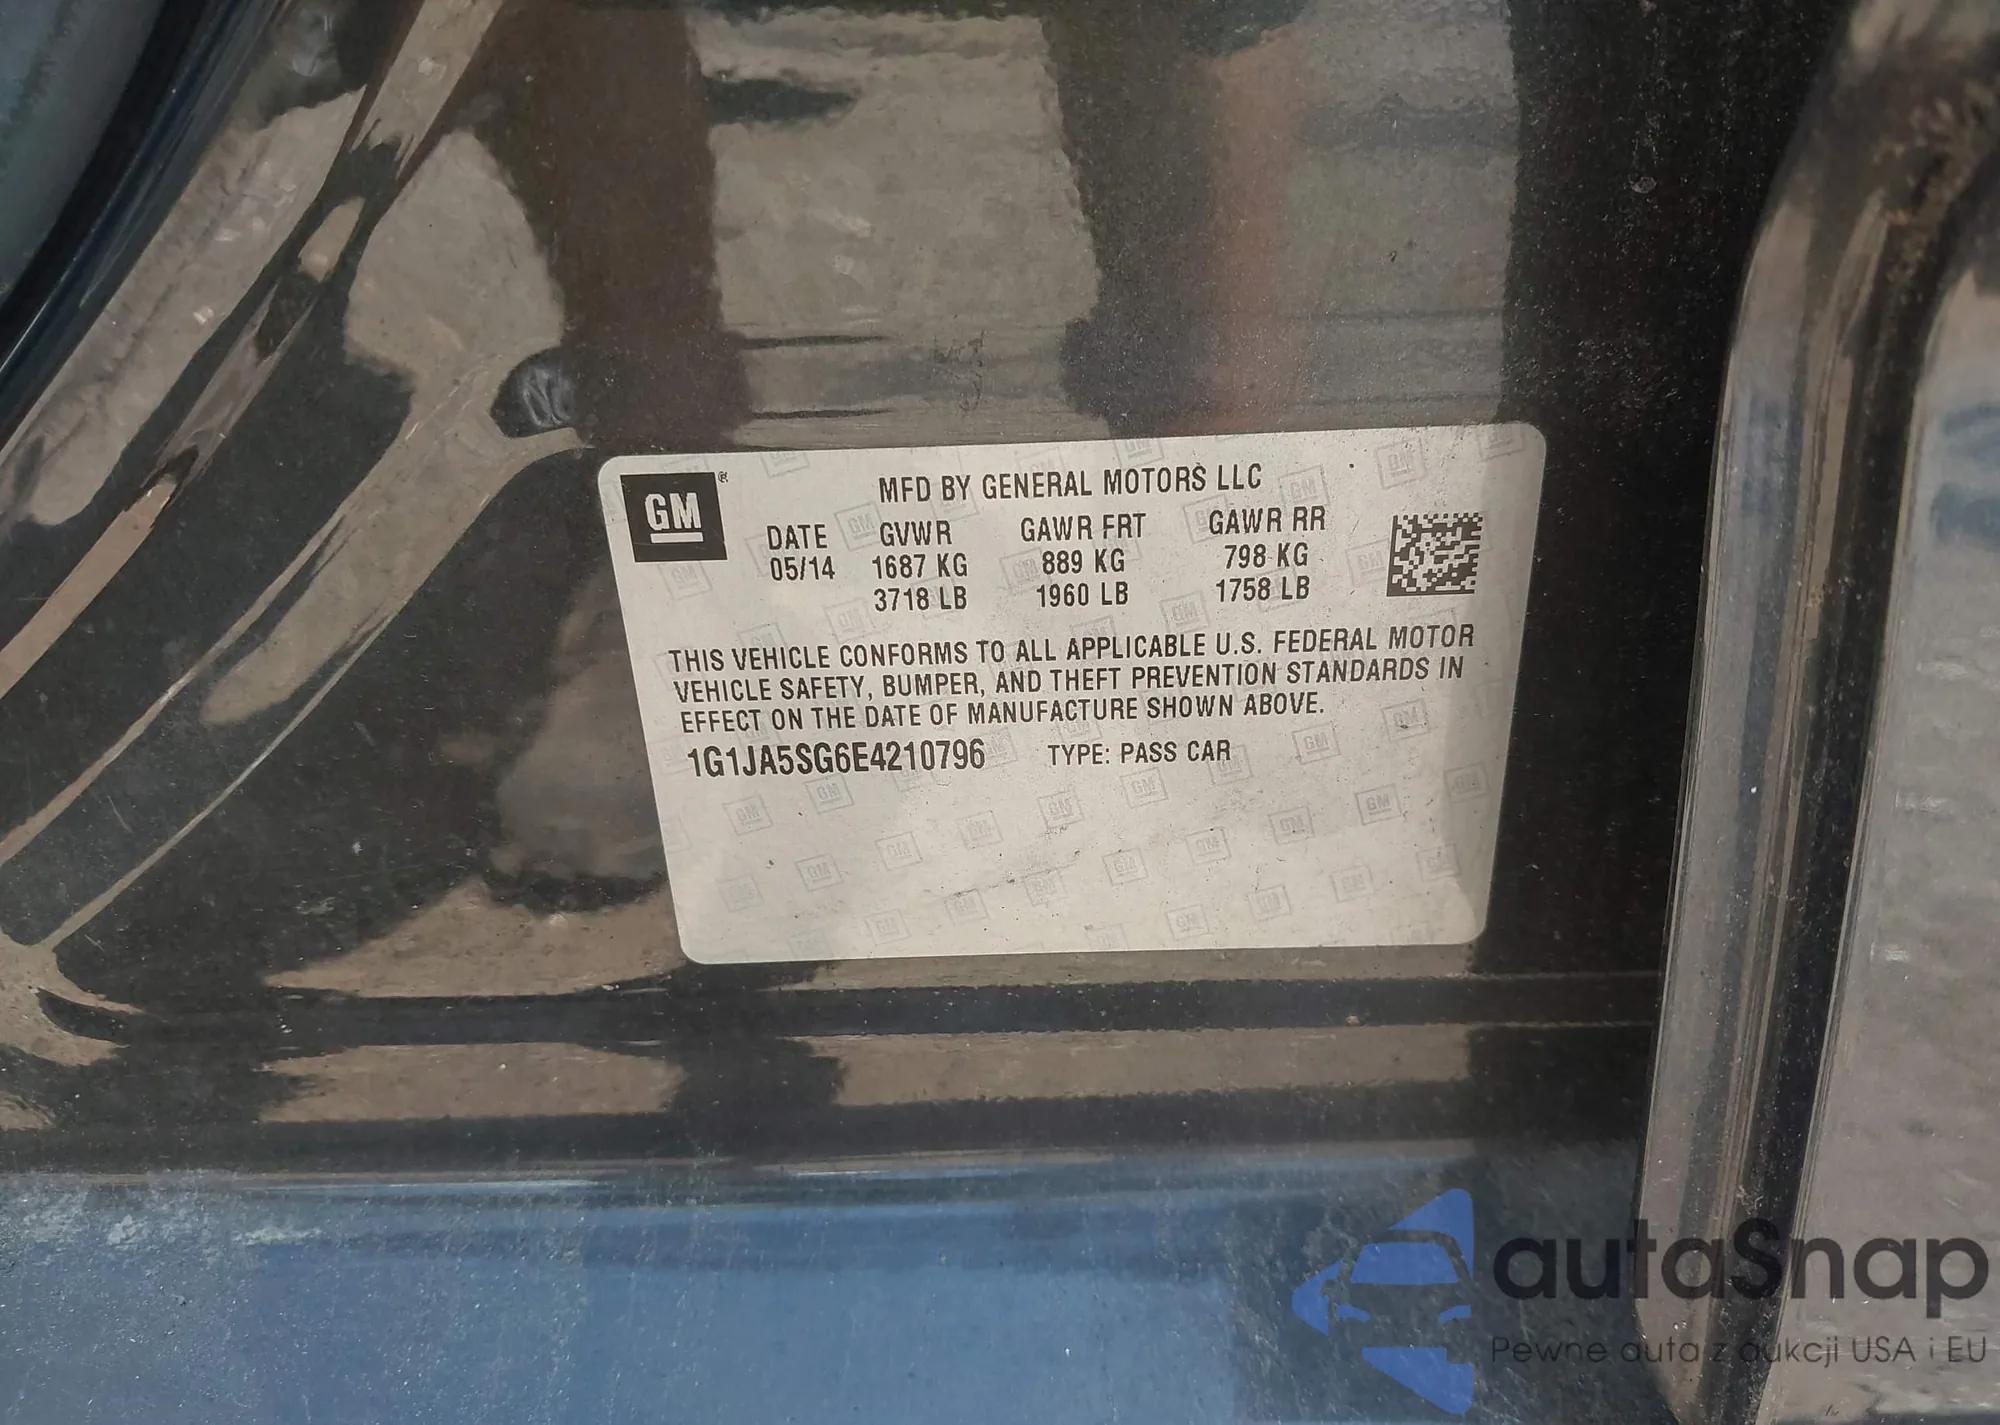 GM®
MFD BY GENERAL MOTORS LLC
DATE GVWR GAWR FRT GAWR RR
05/14 1687 KG 889 KG 798 KG
3718 LB 1960 LB 1758 LB
THIS VEHICLE CONFORMS TO ALL APPLICABLE U.S. FEDERAL MOTOR
VEHICLE SAFETY, BUMPER, AND THEFT PREVENTION STANDARDS IN
EFFECT ON THE DATE OF MANUFACTURE SHOWN ABOVE.
1G1JA5SG6E4210796 TYPE: PASS CAR
autaSnap
Pewne auta z aukcji USA i EU